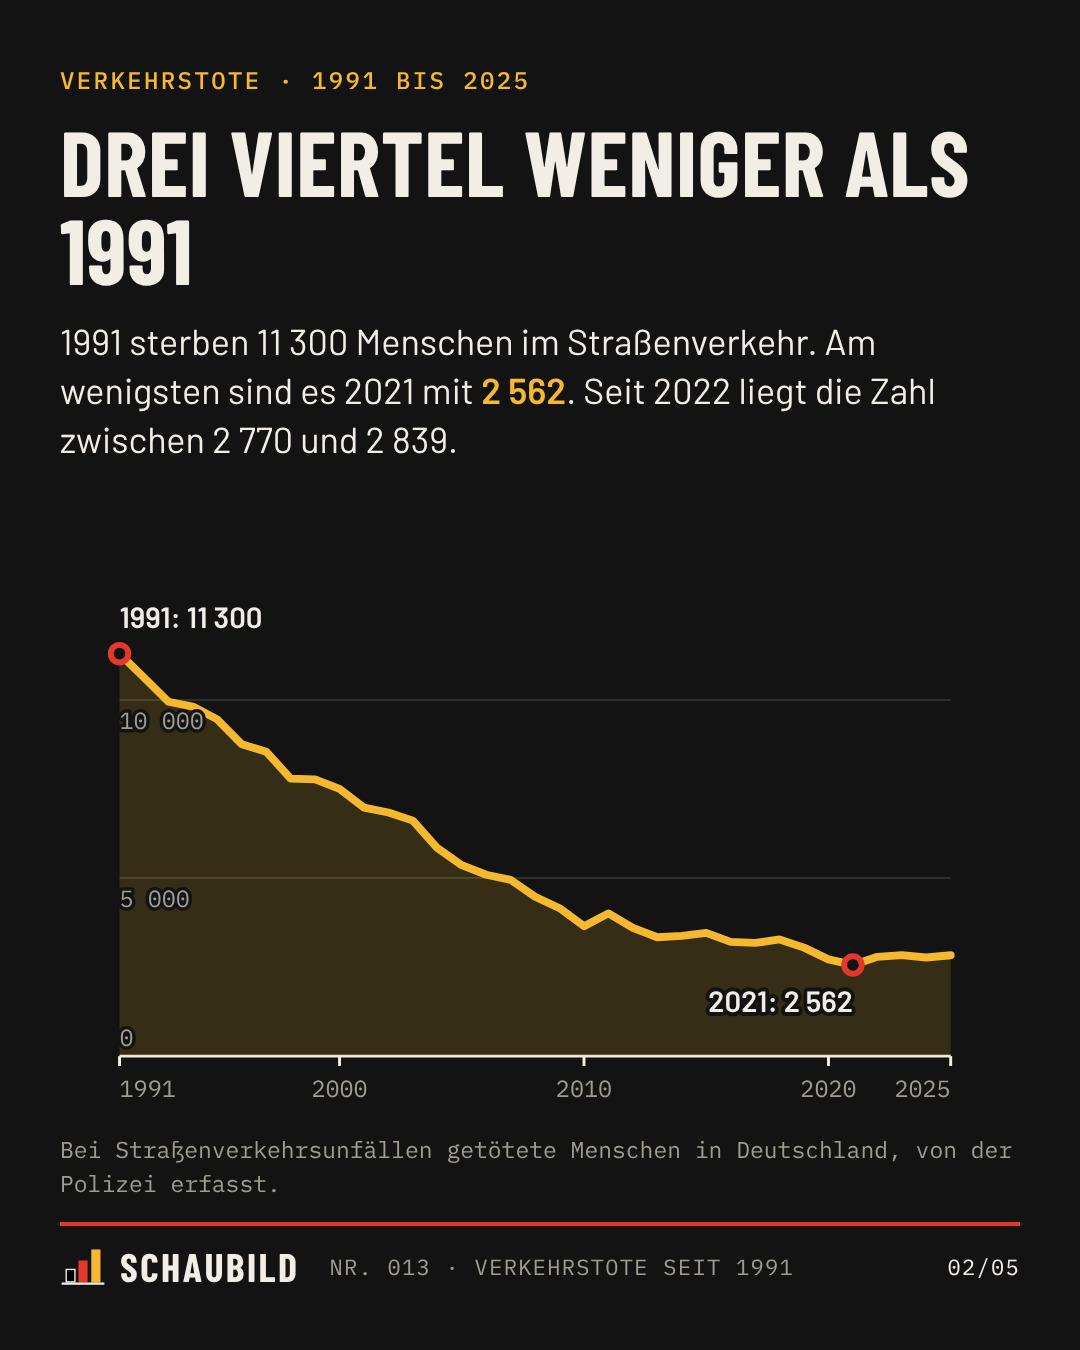 VERKEHRSTOTE · 1991 BIS 2025
DREI VIERTEL WENIGER ALS
1991
1991 sterben 11 300 Menschen im Straßenverkehr. Am
wenigsten sind es 2021 mit 2 562. Seit 2022 liegt die Zahl
zwischen 2 770 und 2 839.
1991: 11 300
10 000
5 000
2021: 2 562
0
1991 2000 2010 2020 2025
Bei Straßenverkehrsunfällen getötete Menschen in Deutschland, von der
Polizei erfasst.
SCHAUBILD NR. 013 · VERKEHRSTOTE SEIT 1991 02/05